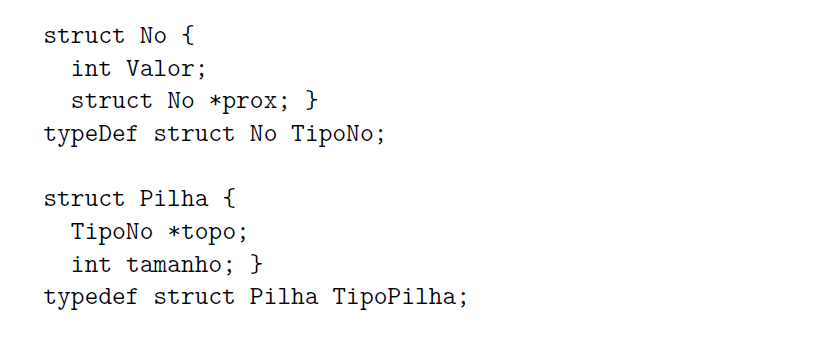 struct No {
  int Valor;
  struct No *prox; }
typeDef struct No TipoNo;

struct Pilha {
  TipoNo *topo;
  int tamanho; }
typedef struct Pilha TipoPilha;